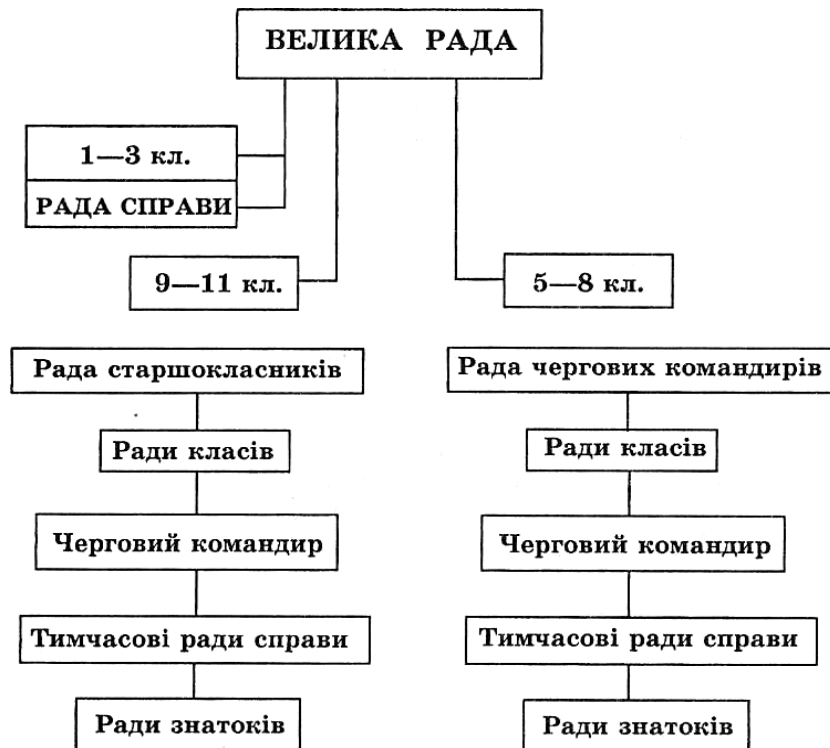 ВЕЛИКА РАДА
1—3 кл.
РАДА СПРАВИ
9—11 кл.
5—8 кл.
Рада старшокласників
Рада чергових командирів
Ради класів
Ради класів
Черговий командир
Черговий командир
Тимчасові ради справи
Тимчасові ради справи
Ради знатоків
Ради знатоків